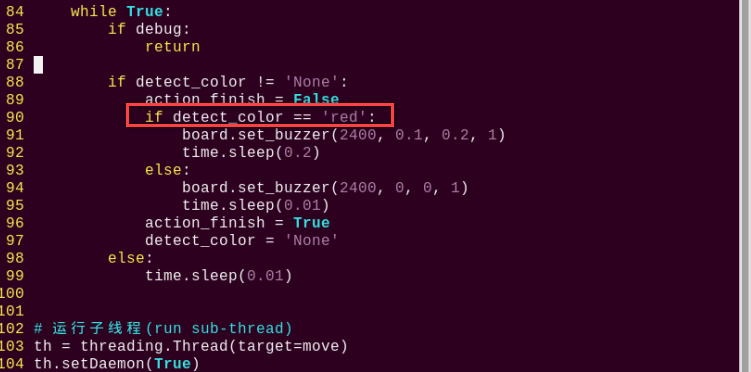 84     while True:
85         if debug:
86             return
87
88         if detect_color != 'None':
89             action_finish = False
90             if detect_color == 'red':
91                 board.set_buzzer(2400, 0.1, 0.2, 1)
92                 time.sleep(0.2)
93             else:
94                 board.set_buzzer(2400, 0, 0, 1)
95                 time.sleep(0.01)
96             action_finish = True
97             detect_color = 'None'
98         else:
99             time.sleep(0.01)
100
101
102 # 运行子线程(run sub-thread)
103 th = threading.Thread(target=move)
104 th.setDaemon(True)